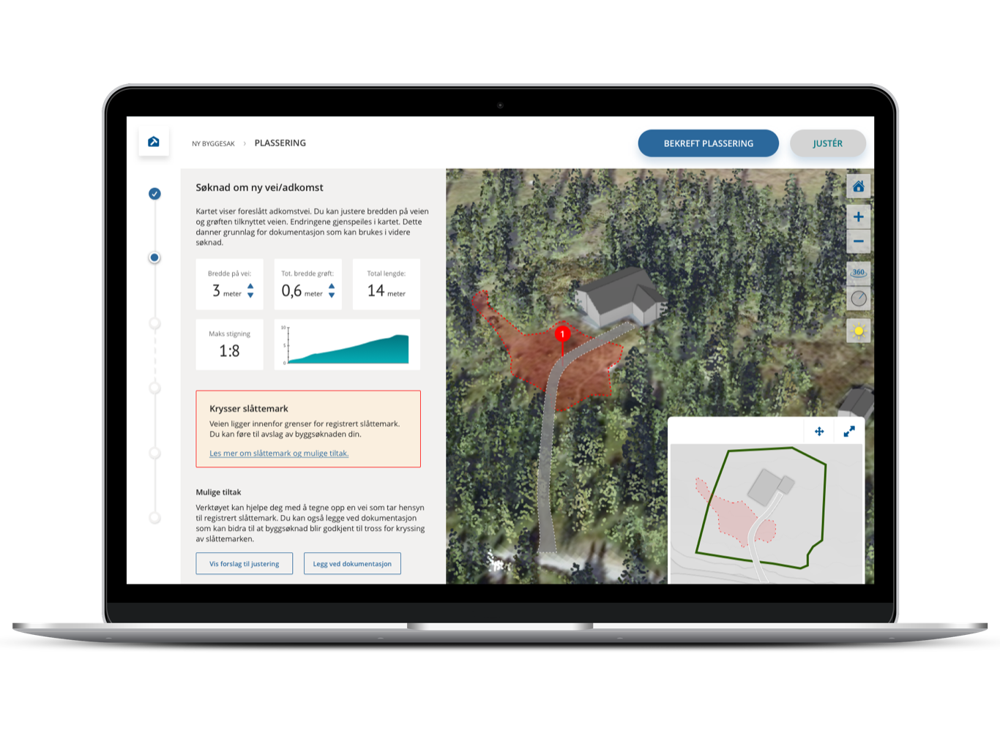 NY BYGGESAK > PLASSERING
BEKREFT PLASSERING
JUSTÉR
Søknad om ny vei/adkomst
Kartet viser foreslått adkomstvei. Du kan justere bredden på veien
og grøften tilknyttet veien. Endringene gjenspeiles i kartet. Dette
danner grunnlag for dokumentasjon som kan brukes i videre
søknad.
Bredde på vei:
3 meter
Tot. bredde grøft:
0,6 meter
Total lengde:
14 meter
Maks stigning
1:8
10
5
0
Krysser slåttemark
Veien ligger innenfor grenser for registrert slåttemark.
Du kan føre til avslag av byggsøknaden din.
Les mer om slåttemark og mulige tiltak.
Mulige tiltak
Verktøyet kan hjelpe deg med å tegne opp en vei som tar hensyn
til registrert slåttemark. Du kan også legge ved dokumentasjon
som kan bidra til at byggsøknad blir godkjent til tross for kryssing
av slåttemarken.
Vis forslag til justering
Legg ved dokumentasjon
1
360